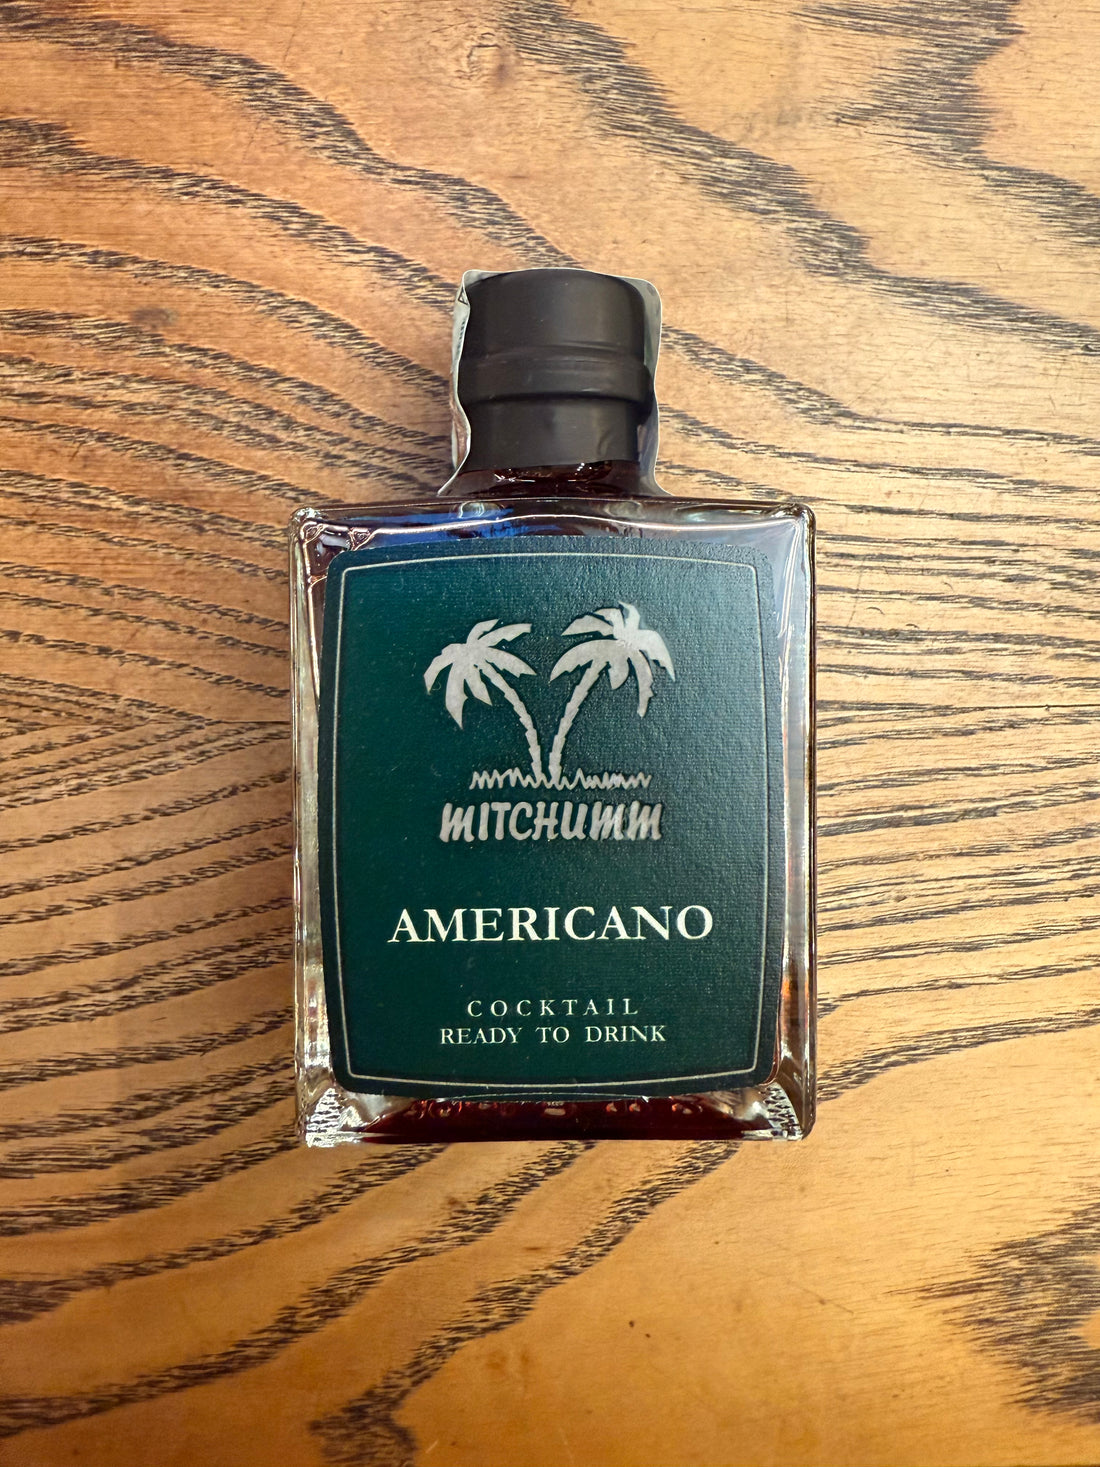 MITCHUMM
AMERICANO
COCKTAIL
READY TO DRINK